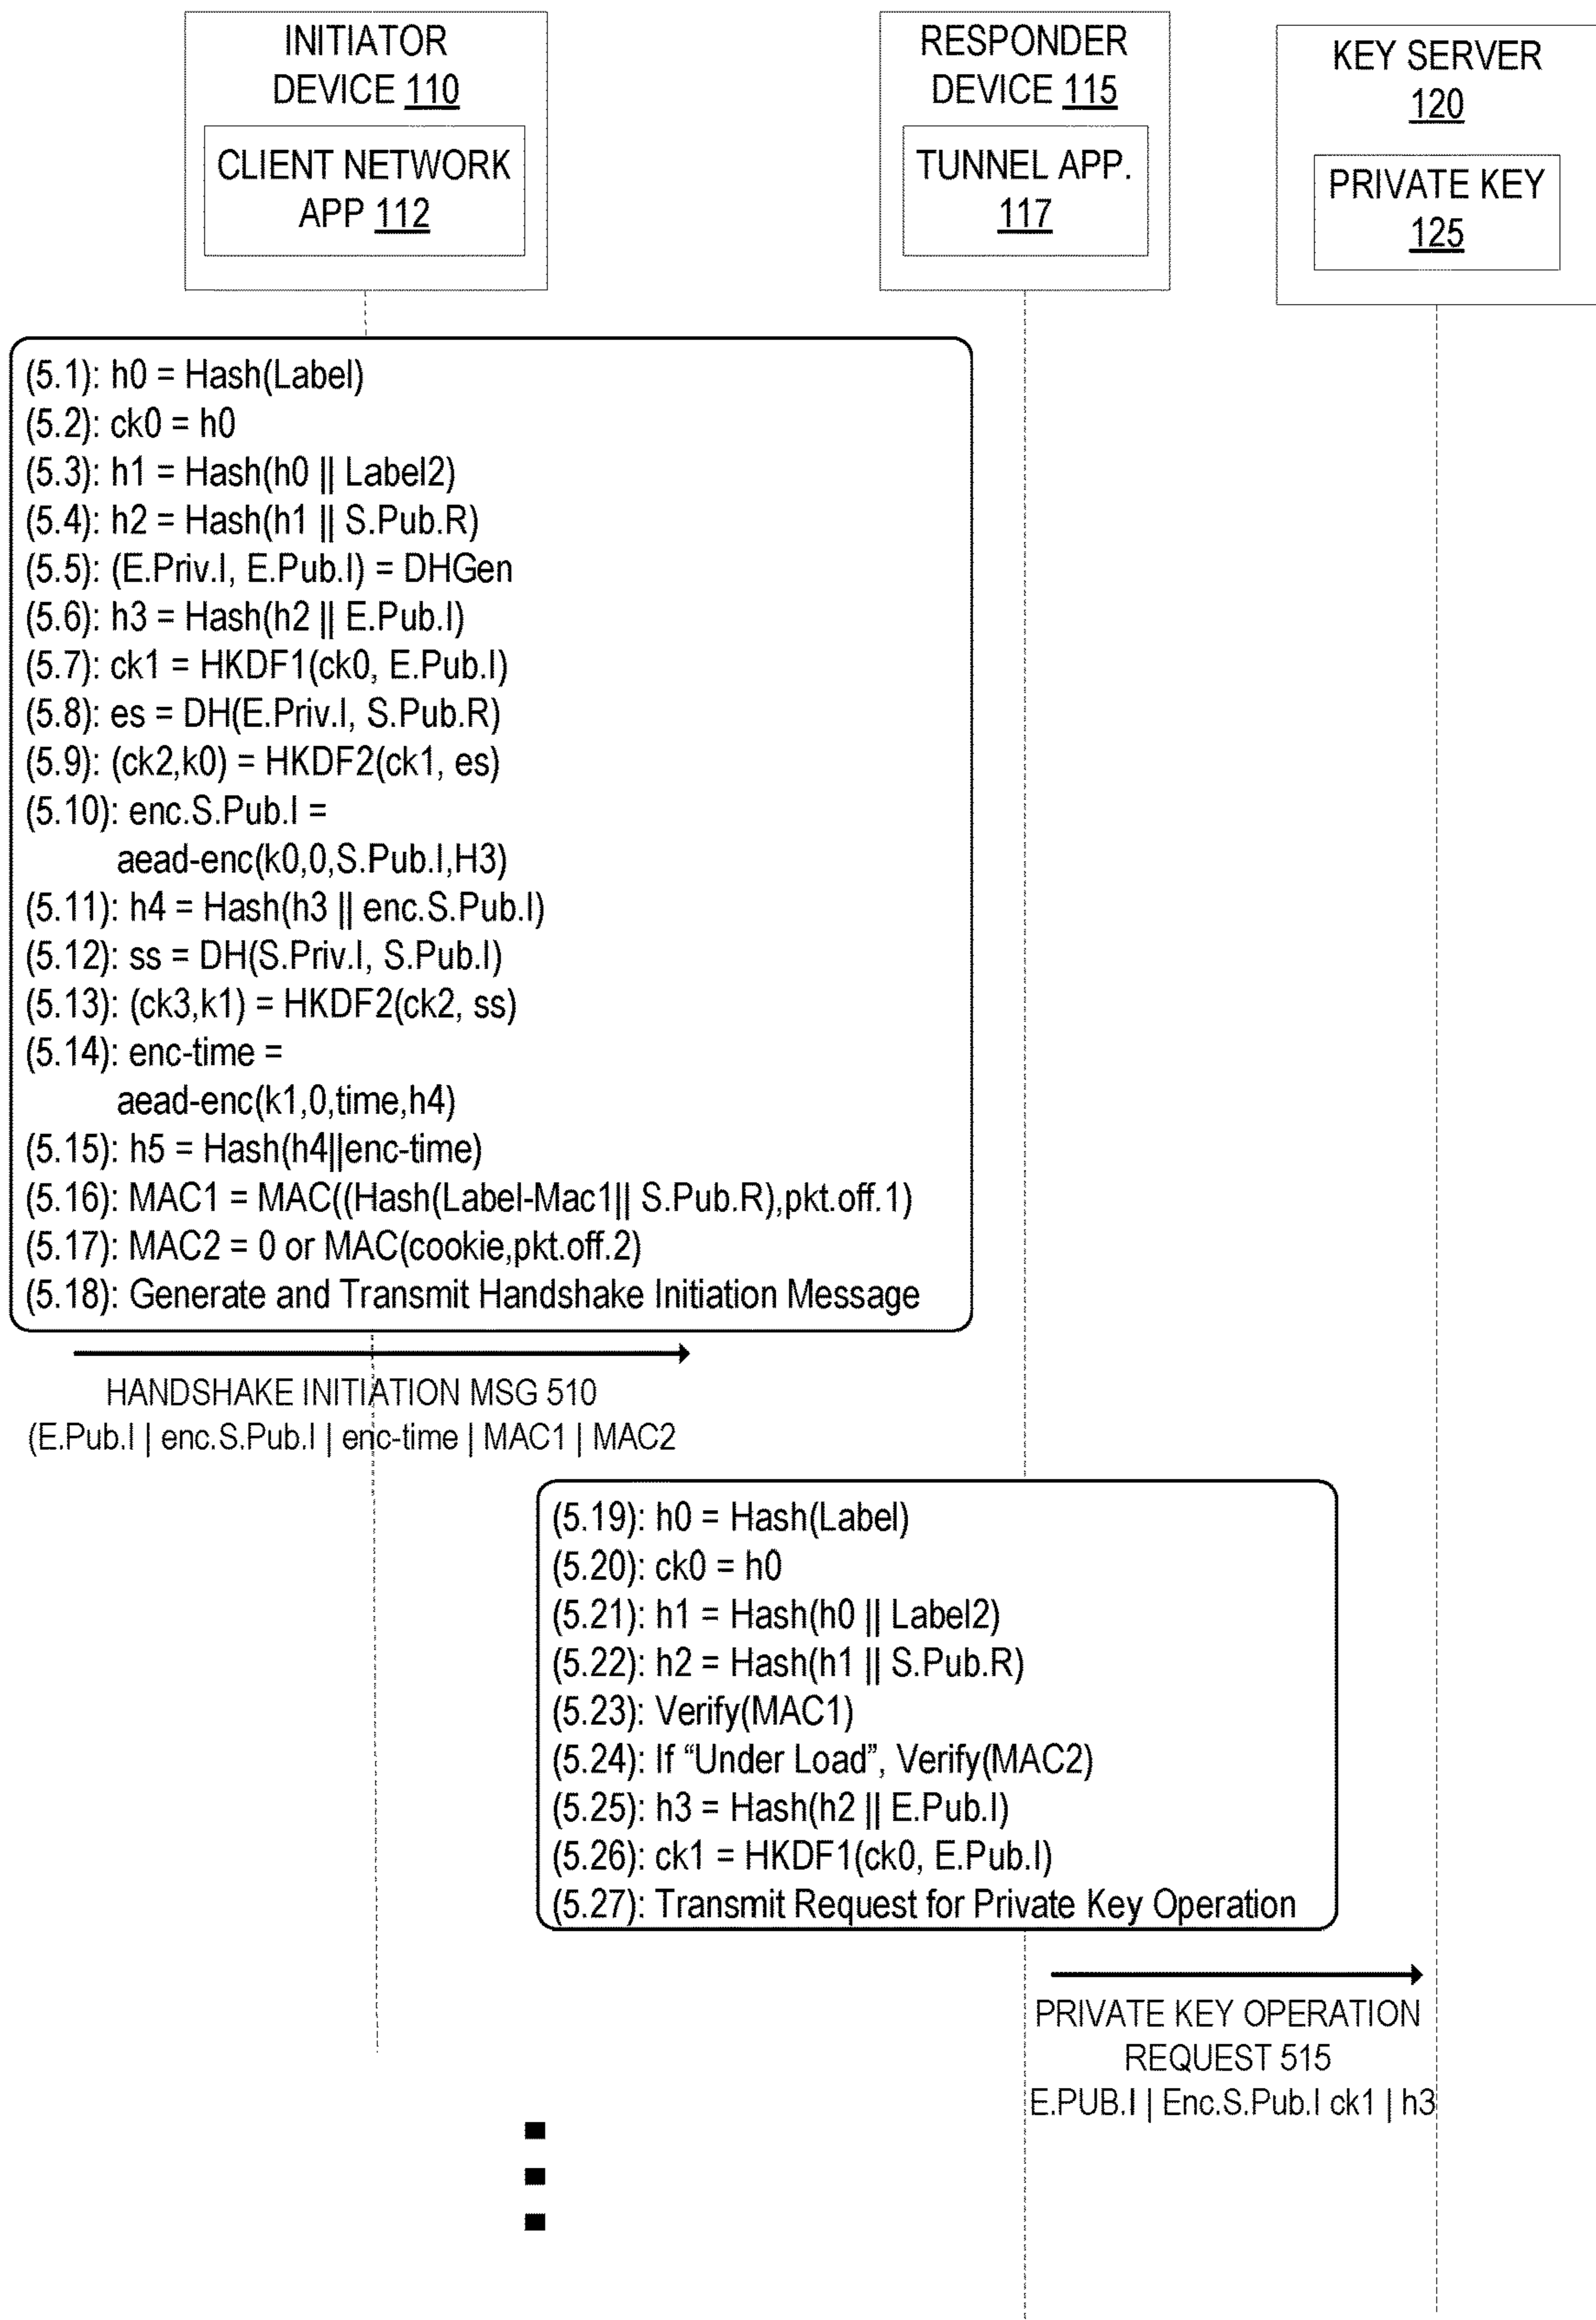 INITIATOR
DEVICE 110
CLIENT NETWORK
APP 112
RESPONDER
DEVICE 115
TUNNEL APP.
117
KEY SERVER
120
PRIVATE KEY
125
(5.1): h0 = Hash(Label)
(5.2): ck0 = h0
(5.3): h1 = Hash(h0 || Label2)
(5.4): h2 = Hash(h1 || S.Pub.R)
(5.5): (E.Priv.I, E.Pub.I) = DHGen
(5.6): h3 = Hash(h2 || E.Pub.I)
(5.7): ck1 = HKDF1(ck0, E.Pub.I)
(5.8): es = DH(E.Priv.I, S.Pub.R)
(5.9): (ck2,k0) = HKDF2(ck1, es)
(5.10): enc.S.Pub.I =
aead-enc(k0,0,S.Pub.I,H3)
(5.11): h4 = Hash(h3 || enc.S.Pub.I)
(5.12): ss = DH(S.Priv.I, S.Pub.I)
(5.13): (ck3,k1) = HKDF2(ck2, ss)
(5.14): enc-time =
aead-enc(k1,0,time,h4)
(5.15): h5 = Hash(h4||enc-time)
(5.16): MAC1 = MAC((Hash(Label-Mac1|| S.Pub.R),pkt.off.1)
(5.17): MAC2 = 0 or MAC(cookie,pkt.off.2)
(5.18): Generate and Transmit Handshake Initiation Message
HANDSHAKE INITIATION MSG 510
(E.Pub.I | enc.S.Pub.I | enc-time | MAC1 | MAC2
(5.19): h0 = Hash(Label)
(5.20): ck0 = h0
(5.21): h1 = Hash(h0 || Label2)
(5.22): h2 = Hash(h1 || S.Pub.R)
(5.23): Verify(MAC1)
(5.24): If “Under Load”, Verify(MAC2)
(5.25): h3 = Hash(h2 || E.Pub.I)
(5.26): ck1 = HKDF1(ck0, E.Pub.I)
(5.27): Transmit Request for Private Key Operation
PRIVATE KEY OPERATION
REQUEST 515
E.PUB.I | Enc.S.Pub.I ck1 | h3